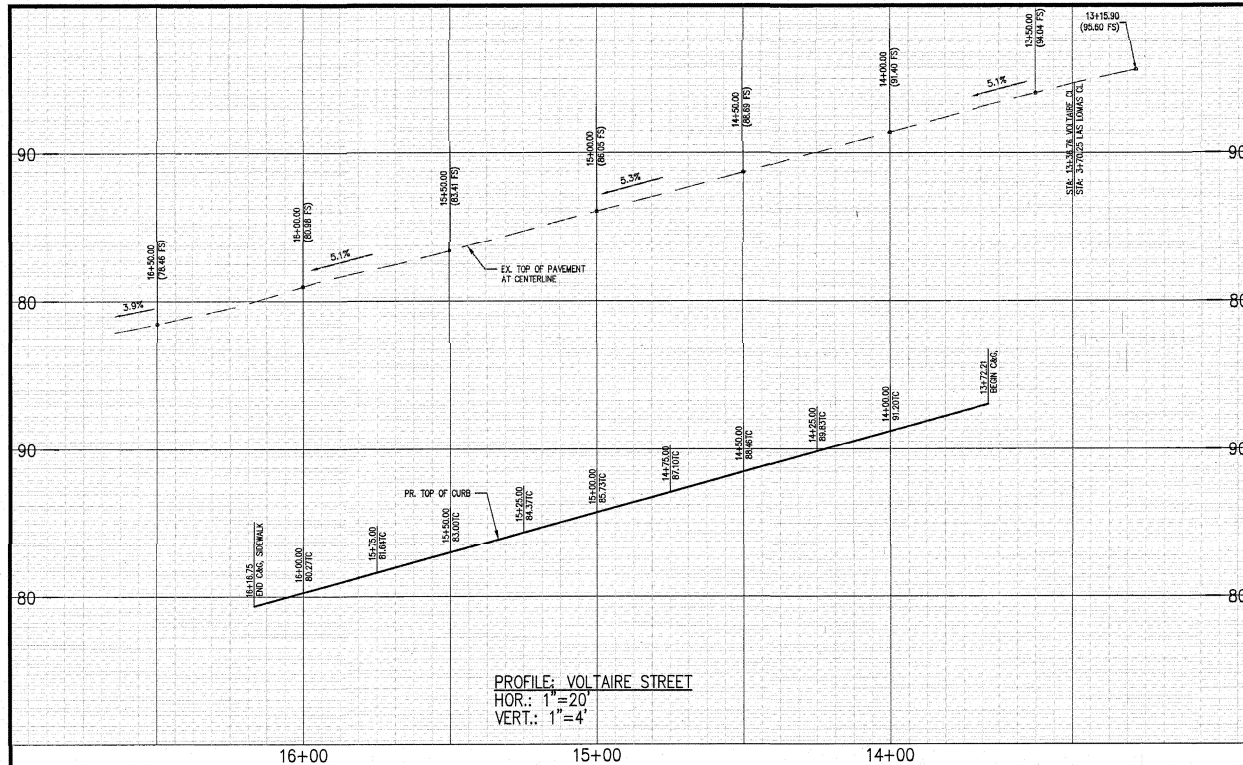 13+15.90
(95.60 FS)
13+50.00
(94.04 FS)
14+00.00
(91.40 FS)
14+50.00
(88.69 FS)
15+00.00
(86.05 FS)
15+50.00
(83.41 FS)
16+00.00
(80.98 FS)
16+50.00
(78.46 FS)
5.1%
5.3%
5.1%
3.9%
STA: 13+36.76 VOLTAIRE CL
STA: 3+70.25 LAS LOMAS CL
EX. TOP OF PAVEMENT
AT CENTERLINE
90
90
80
80
13+72.21
BEGIN C&G,
14+00.00
91.20TC
14+25.00
89.83TC
14+50.00
88.46TC
14+75.00
87.10TC
15+00.00
85.73TC
15+25.00
84.37TC
15+50.00
83.00TC
15+75.00
81.64TC
16+00.00
80.27TC
16+16.75
END C&G, SIDEWALK
PR. TOP OF CURB
90
90
80
80
PROFILE: VOLTAIRE STREET
HOR.: 1"=20'
VERT.: 1"=4'
16+00
15+00
14+00